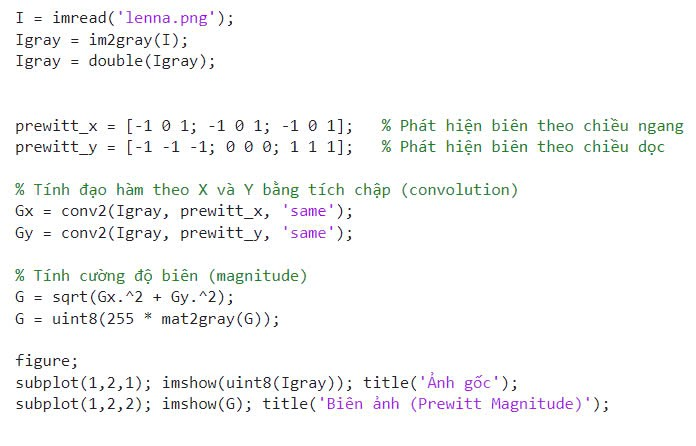 I = imread('lenna.png');
Igray = im2gray(I);
Igray = double(Igray);
prewitt_x = [-1 0 1; -1 0 1; -1 0 1];   % Phát hiện biên theo chiều ngang
prewitt_y = [-1 -1 -1; 0 0 0; 1 1 1];   % Phát hiện biên theo chiều dọc
% Tính đạo hàm theo X và Y bằng tích chập (convolution)
Gx = conv2(Igray, prewitt_x, 'same');
Gy = conv2(Igray, prewitt_y, 'same');
% Tính cường độ biên (magnitude)
G = sqrt(Gx.^2 + Gy.^2);
G = uint8(255 * mat2gray(G));
figure;
subplot(1,2,1); imshow(uint8(Igray)); title('Ảnh gốc');
subplot(1,2,2); imshow(G); title('Biên ảnh (Prewitt Magnitude)');